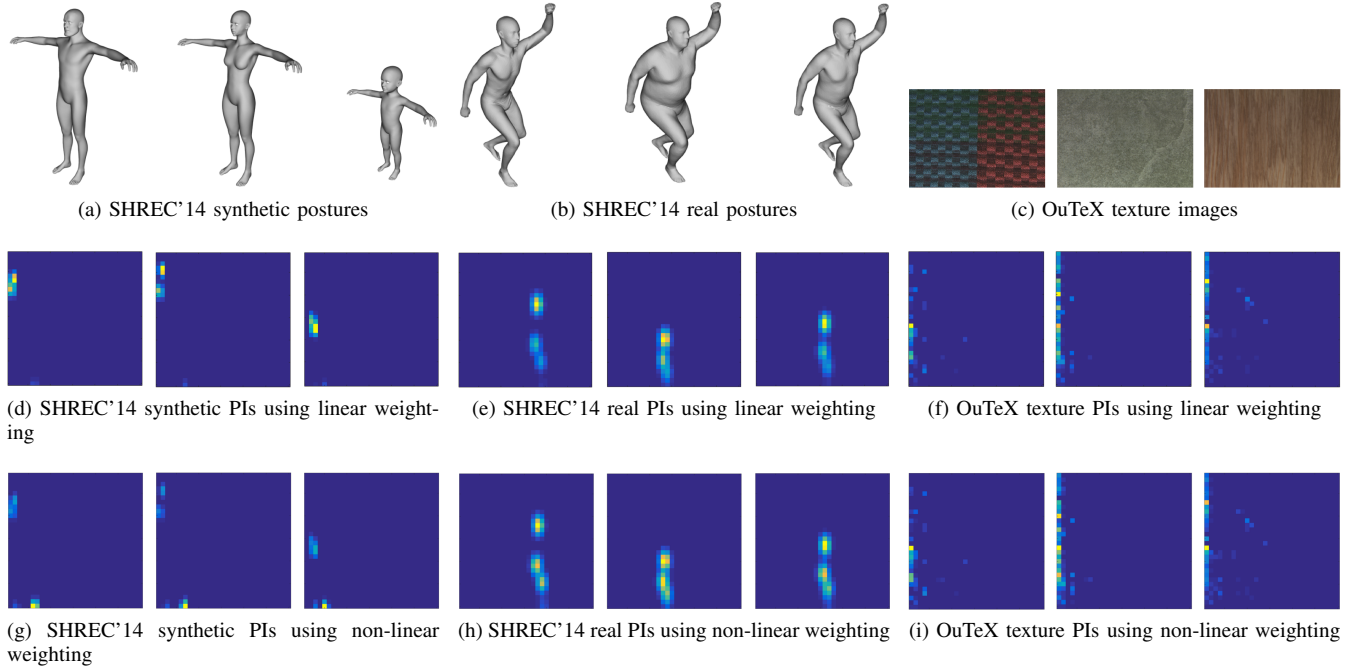 (a) SHREC'14 synthetic postures
(b) SHREC'14 real postures
(c) OuTeX texture images
(d) SHREC'14 synthetic PIs using linear weight-
ing
(e) SHREC'14 real PIs using linear weighting
(f) OuTeX texture PIs using linear weighting
(g) SHREC'14 synthetic PIs using non-linear
weighting
(h) SHREC'14 real PIs using non-linear weighting
(i) OuTeX texture PIs using non-linear weighting